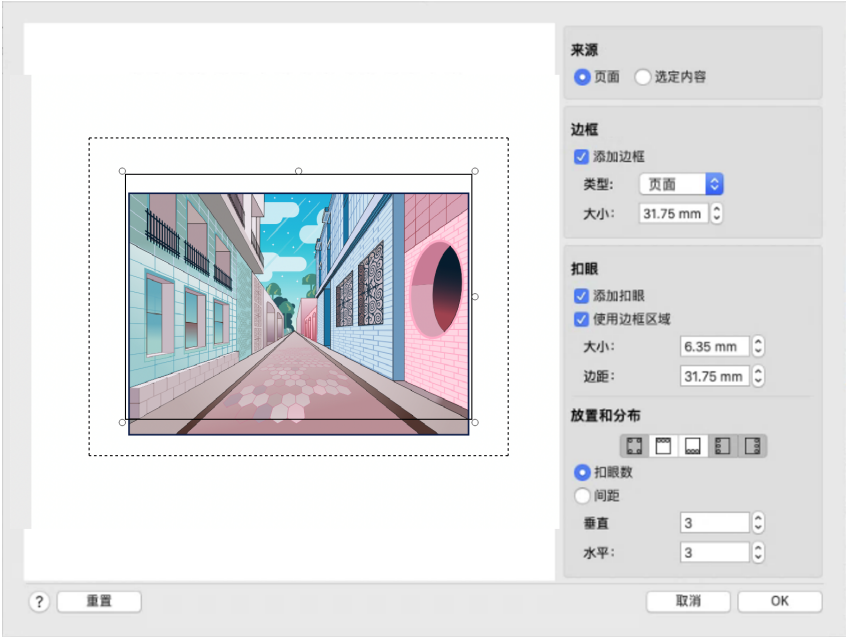 来源
页面 选定内容
边框
添加边框
类型: 页面
大小: 31.75 mm
扣眼
添加扣眼
使用边框区域
大小: 6.35 mm
边距: 31.75 mm
放置和分布
扣眼数
间距
垂直 3
水平: 3
? 重置 取消 OK